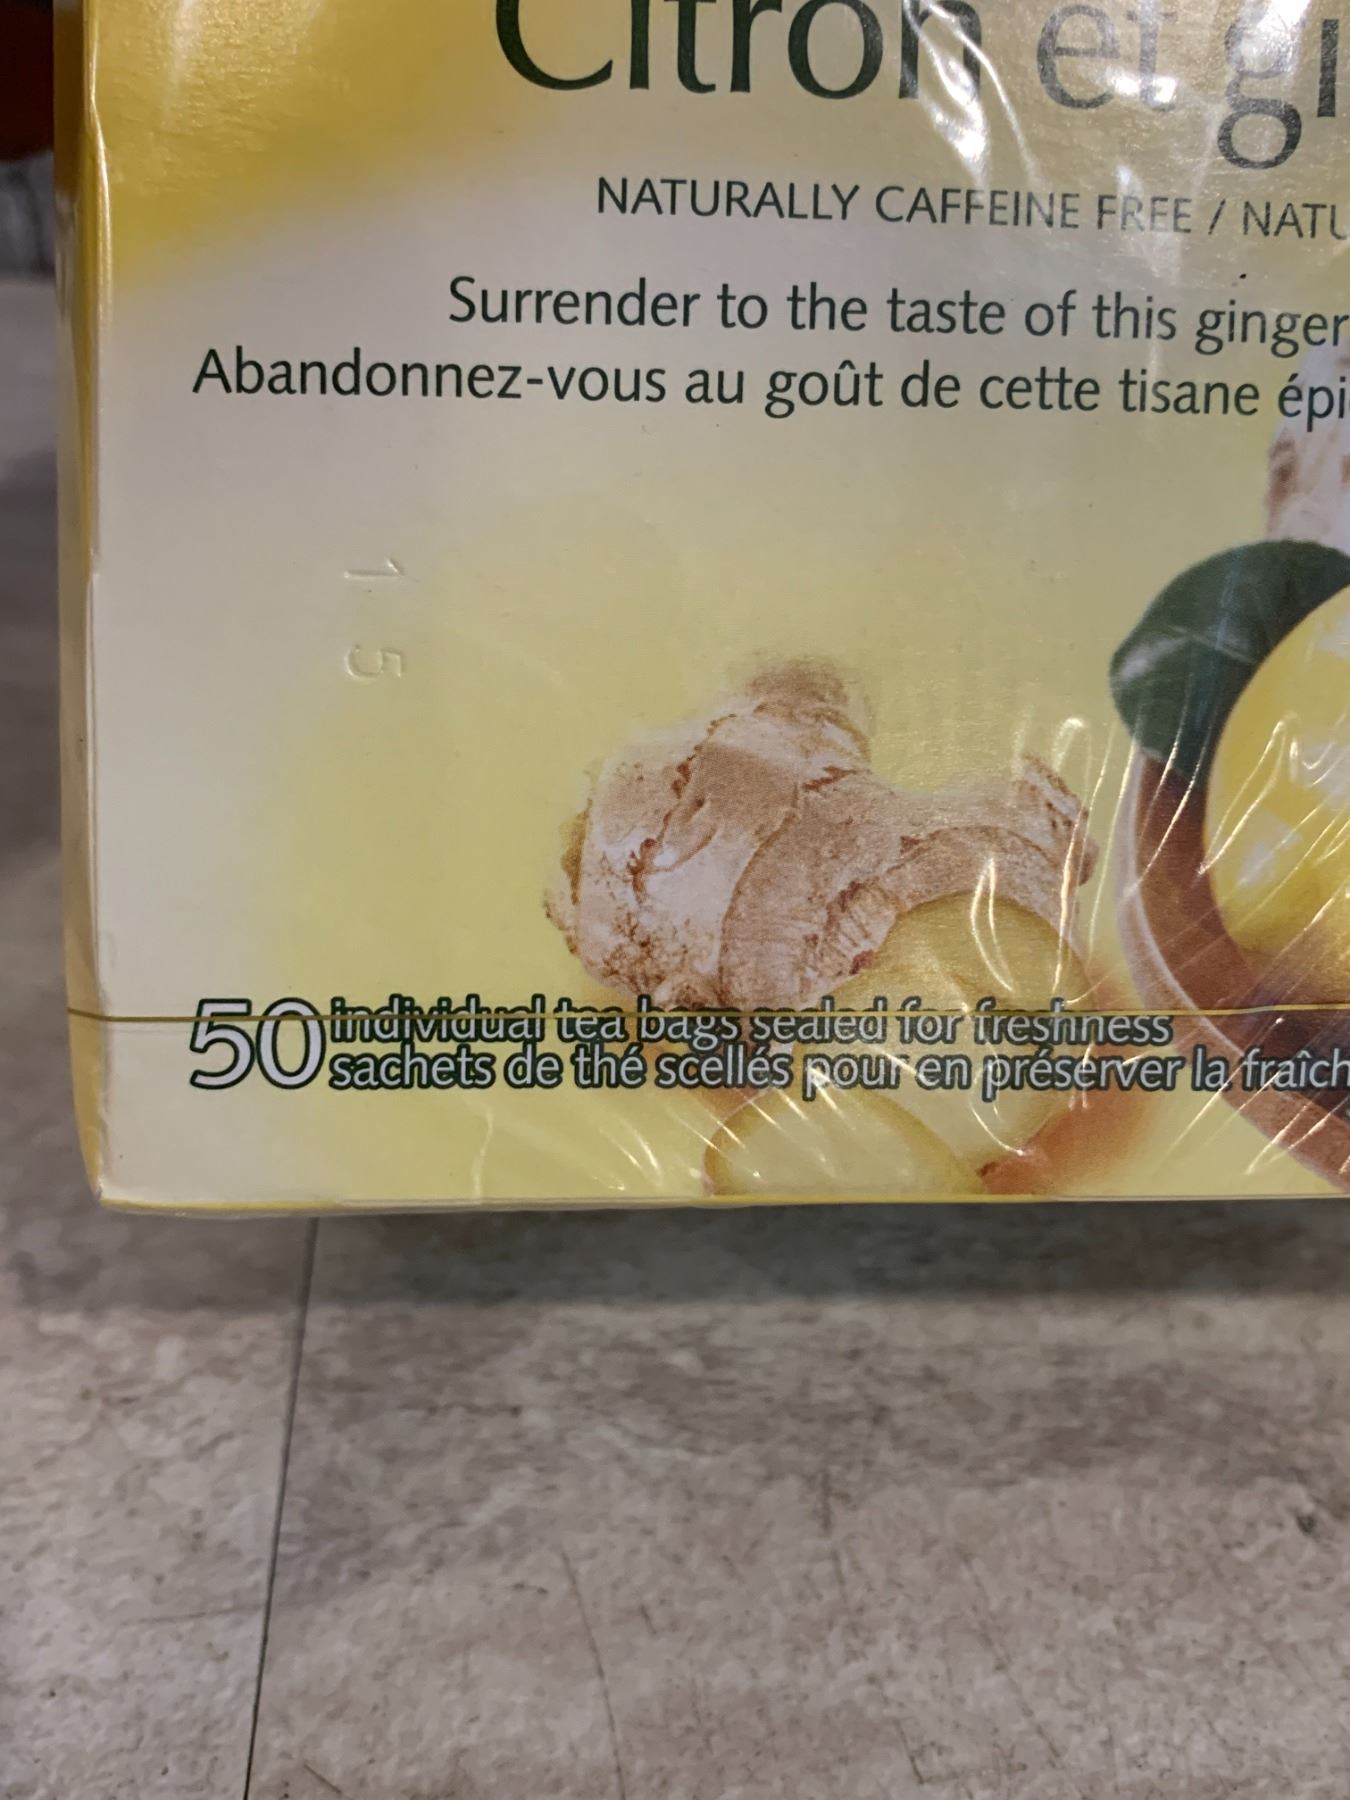 Citron et gi
NATURALLY CAFFEINE FREE / NATU
Surrender to the taste of this ginger
Abandonnez-vous au goût de cette tisane épi
1 5
50 individual tea bags sealed for freshness
sachets de thé scellés pour en préserver la fraîch